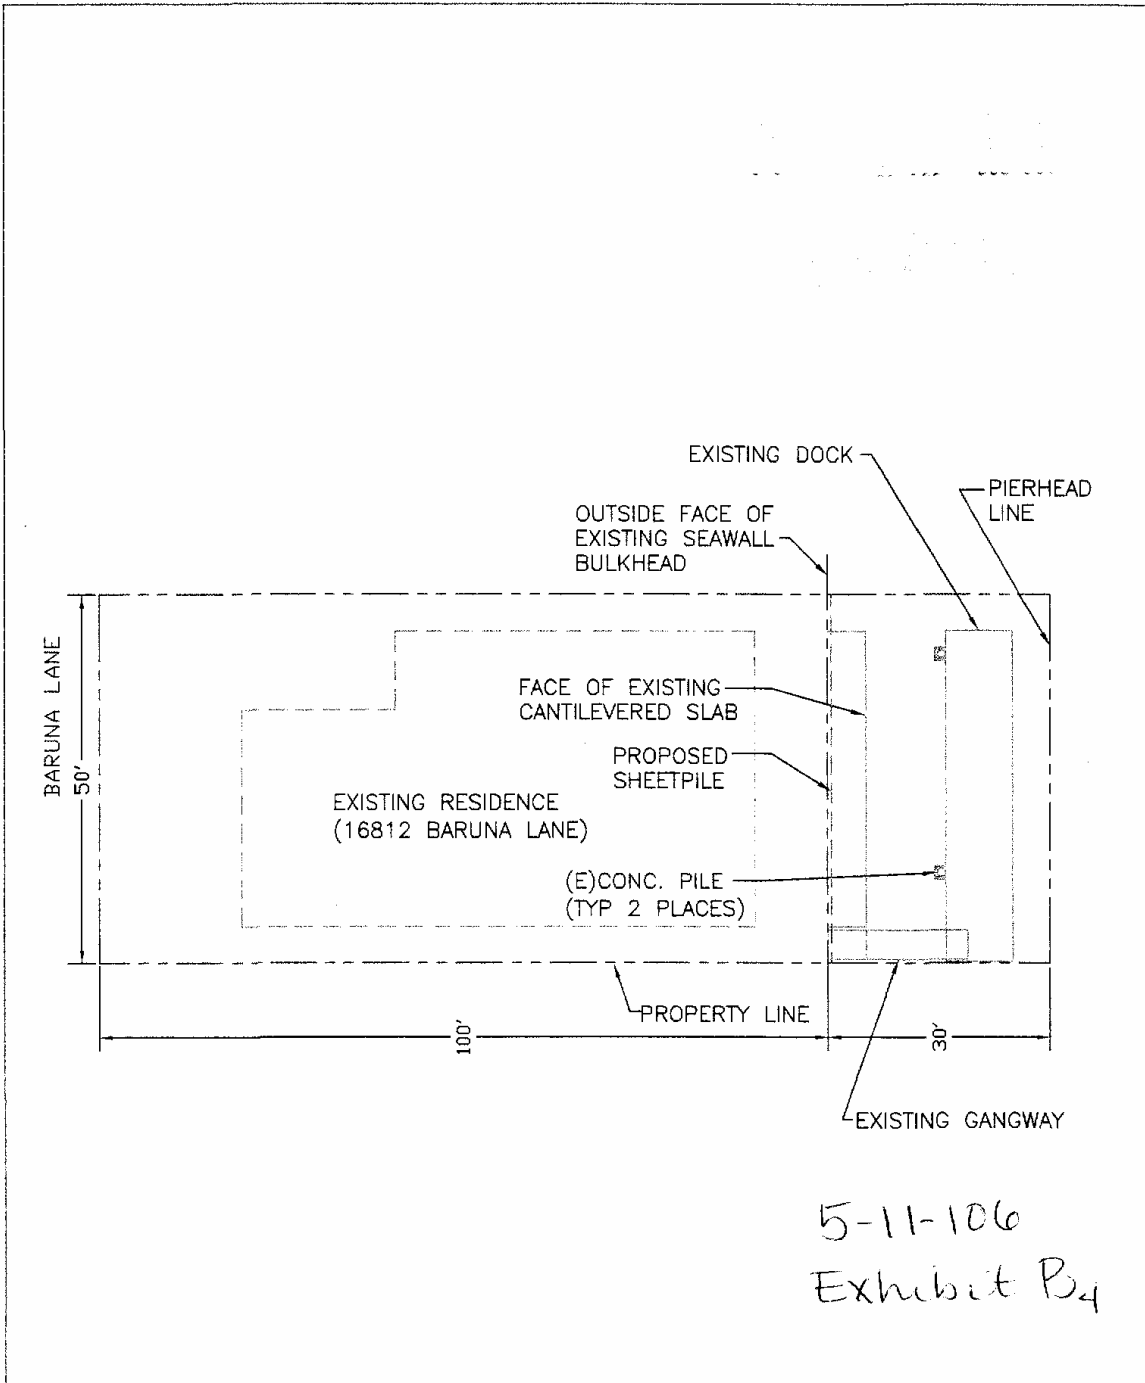 EXISTING DOCK
PIERHEAD
LINE
OUTSIDE FACE OF
EXISTING SEAWALL
BULKHEAD
BARUNA LANE
50'
FACE OF EXISTING
CANTILEVERED SLAB
PROPOSED
SHEETPILE
EXISTING RESIDENCE
(16812 BARUNA LANE)
(E)CONC. PILE
(TYP 2 PLACES)
PROPERTY LINE
100'
30'
EXISTING GANGWAY
5-11-106
Exhibit B4